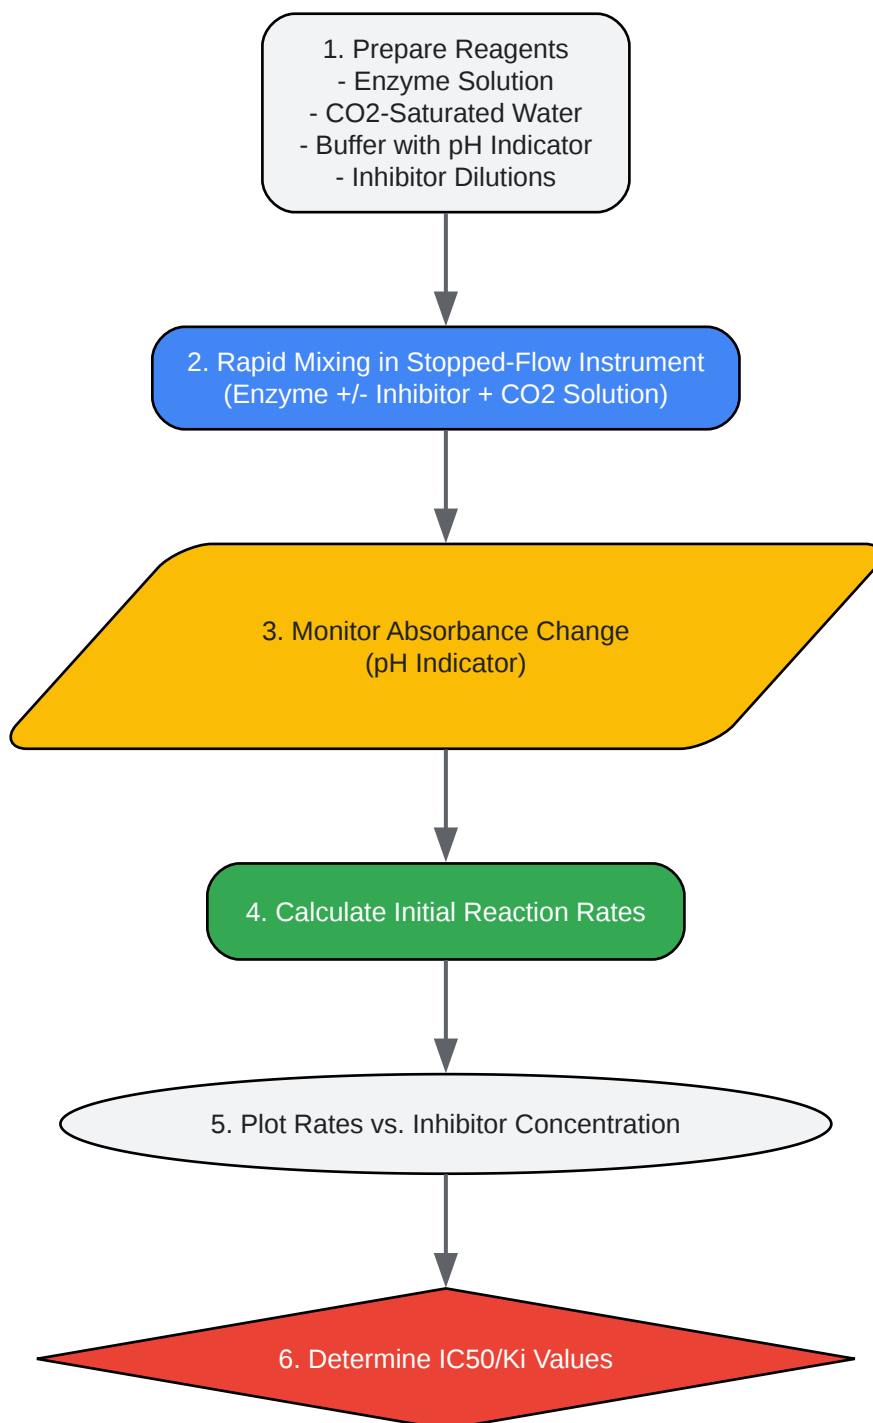 1. Prepare Reagents
- Enzyme Solution
- CO2-Saturated Water
- Buffer with pH Indicator
- Inhibitor Dilutions
2. Rapid Mixing in Stopped-Flow Instrument
(Enzyme +/- Inhibitor + CO2 Solution)
3. Monitor Absorbance Change
(pH Indicator)
4. Calculate Initial Reaction Rates
5. Plot Rates vs. Inhibitor Concentration
6. Determine IC50/Ki Values